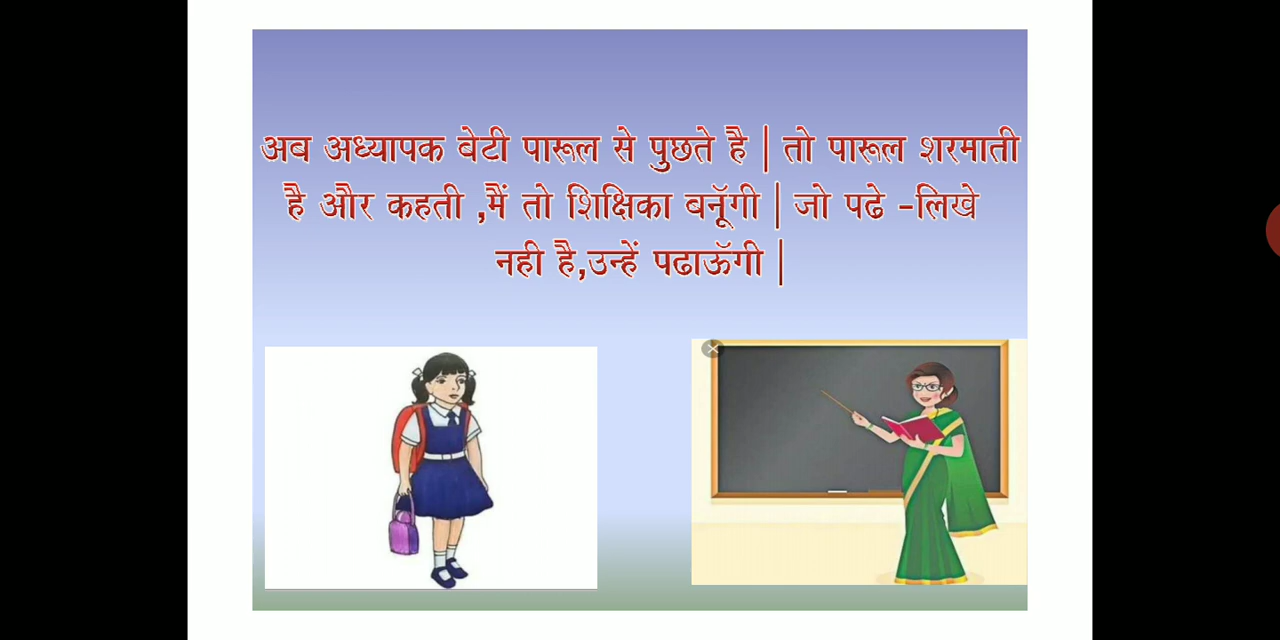 अब अध्यापक बेटी पारूल से पुछते है | तो पारूल शरमाती
है और कहती ,मैं तो शिक्षिका बनूॅगी | जो पढे -लिखे
नही है,उन्हें पढाऊॅगी |